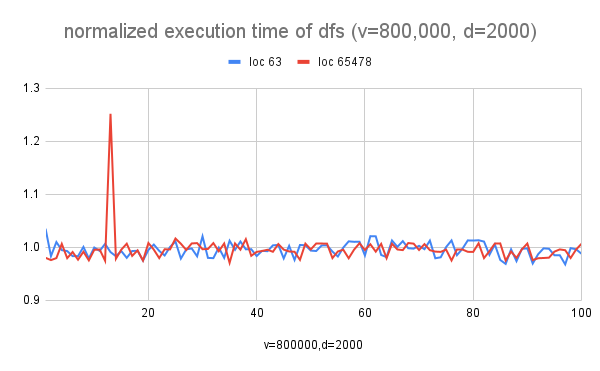 normalized execution time of dfs (v=800,000, d=2000)
loc 63 loc 65478
1.3
1.2
1.1
1.0
0.9
20 40 60 80 100
v=800000,d=2000